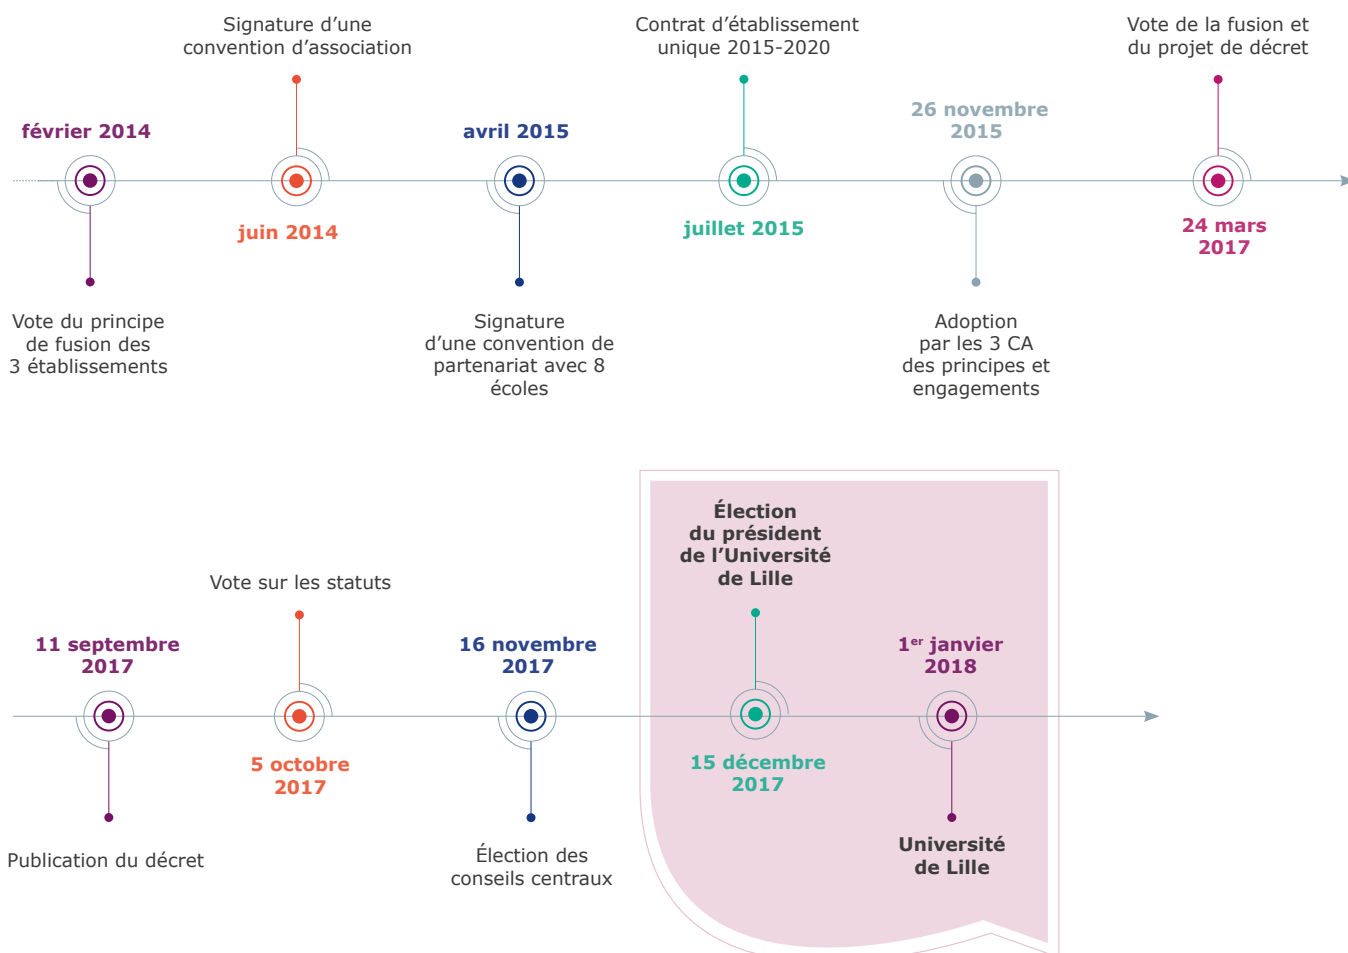 février 2014
Vote du principe
de fusion des
3 établissements
Signature d’une
convention d’association
juin 2014
avril 2015
Signature
d’une convention de
partenariat avec 8
écoles
Contrat d’établissement
unique 2015-2020
juillet 2015
26 novembre
2015
Adoption
par les 3 CA
des principes et
engagements
Vote de la fusion et
du projet de décret
24 mars
2017
11 septembre
2017
Publication du décret
Vote sur les statuts
5 octobre
2017
16 novembre
2017
Élection des
conseils centraux
Élection
du président
de l’Université
de Lille
15 décembre
2017
1er janvier
2018
Université
de Lille